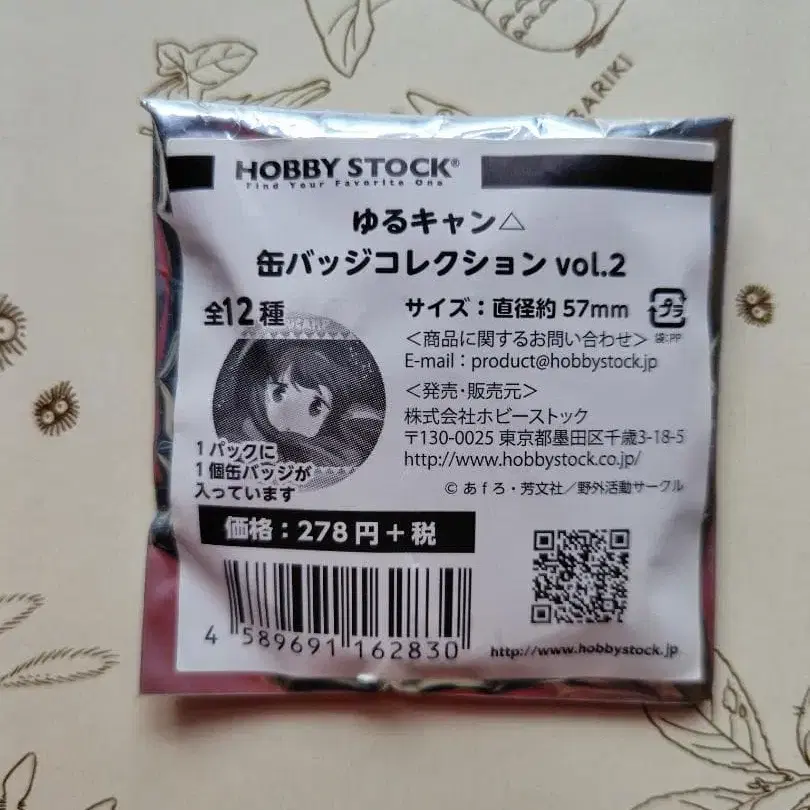 BARIKI
HOBBY STOCK®
Find Your Favorite One
ゆるキャン△
缶バッジコレクション vol.2
全12種
サイズ：直径約 57mm
プラ
袋:PP
＜商品に関するお問い合わせ＞
E-mail：product@hobbystock.jp
＜発売・販売元＞
株式会社ホビーストック
〒130-0025 東京都墨田区千歳3-18-5
http://www.hobbystock.co.jp/
© あｆろ・芳文社／野外活動サークル
1パックに
1個缶バッジが
入っています
価格：278円＋税
4 589691 162830
http://www.hobbystock.jp